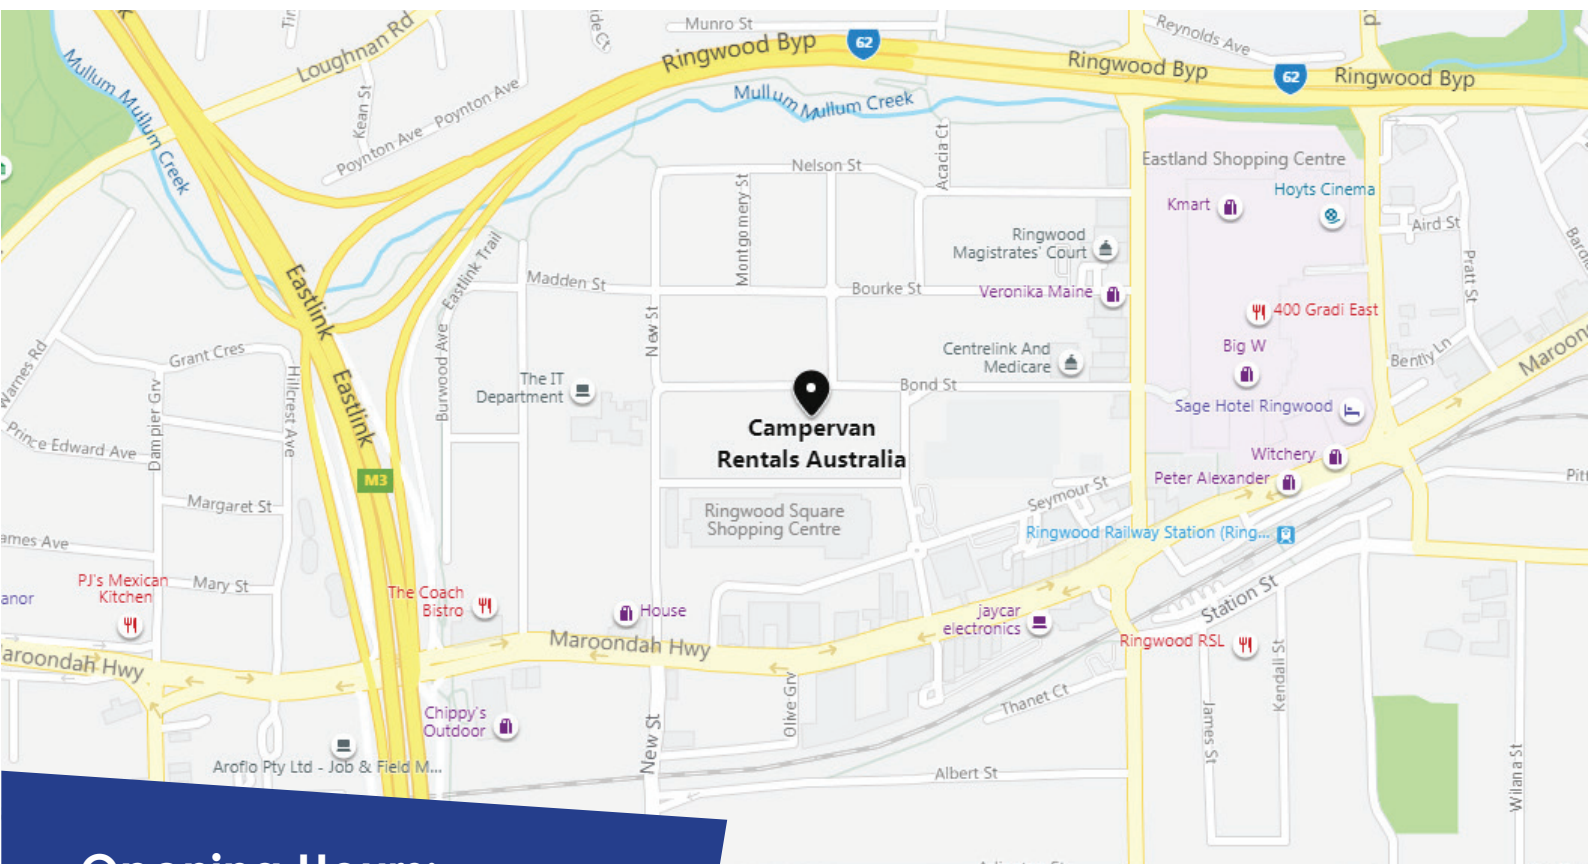 Munro St
Reynolds Ave
Loughnan Rd
Ringwood Byp
62
Ringwood Byp
62
Ringwood Byp
Mullum Mullum Creek
Kean St
Poynton Ave
Poynton Ave
Mullum Mullum Creek
Acacia Ct
Nelson St
Eastland Shopping Centre
Hoyts Cinema
Kmart
Aird St
Montgomery St
Ringwood
Magistrates' Court
Eastlink Trail
Pratt St
Madden St
Bourke St
Veronika Maine
Eastlink
400 Gradi East
New St
Warnes Rd
Grant Cres
Burwood Ave
Centrelink And
Medicare
Big W
Bently Ln
The IT
Department
Bond St
Hillcrest Ave
Eastlink
Dampier Grv
Sage Hotel Ringwood
Campervan
Rentals Australia
Prince Edward Ave
Witchery
M3
Peter Alexander
Margaret St
Seymour St
Ringwood Square
Shopping Centre
Ringwood Railway Station (Ring...
PJ's Mexican
Kitchen
Mary St
The Coach
Bistro
House
jaycar
electronics
Station St
Ringwood RSL
Maroondah Hwy
aroondah Hwy
Kendall St
Thanet Ct
Olive Grv
Chippy's
Outdoor
New St
James St
Aroflo Pty Ltd - Job & Field M...
Albert St
Wilana St
Opening Hours: